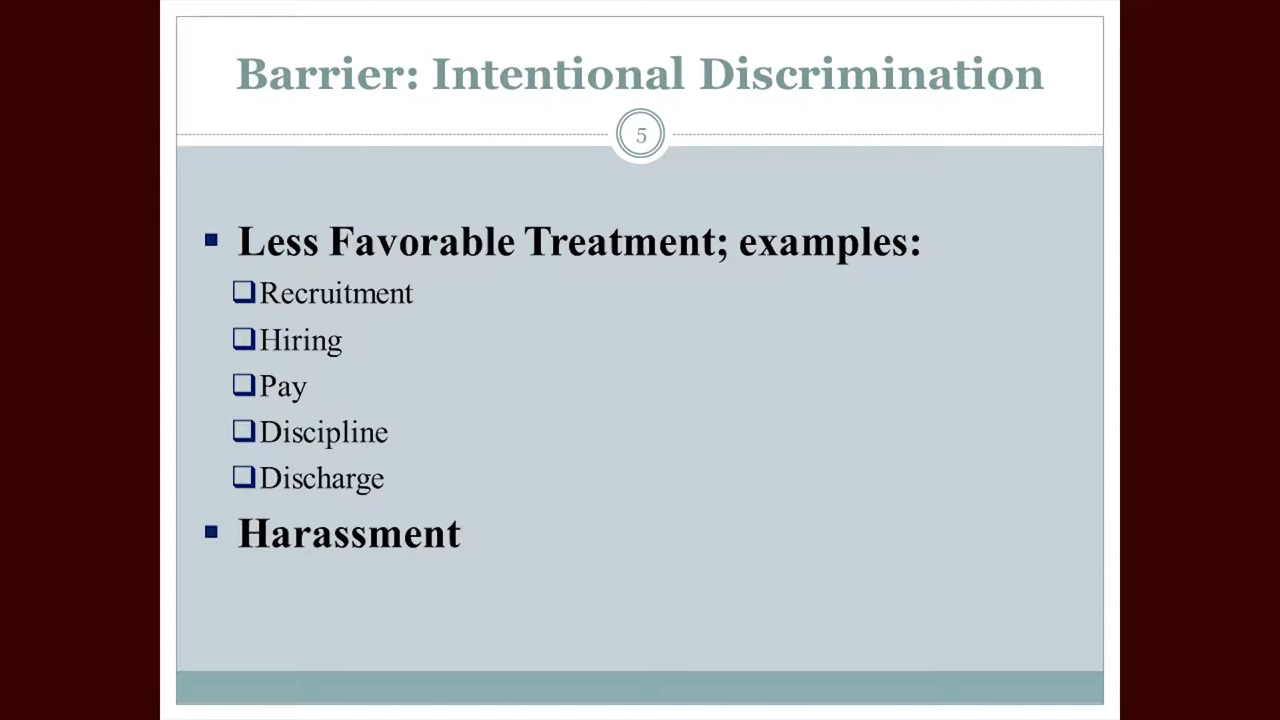 Barrier: Intentional Discrimination
5
Less Favorable Treatment; examples:
Recruitment
Hiring
Pay
Discipline
Discharge
Harassment